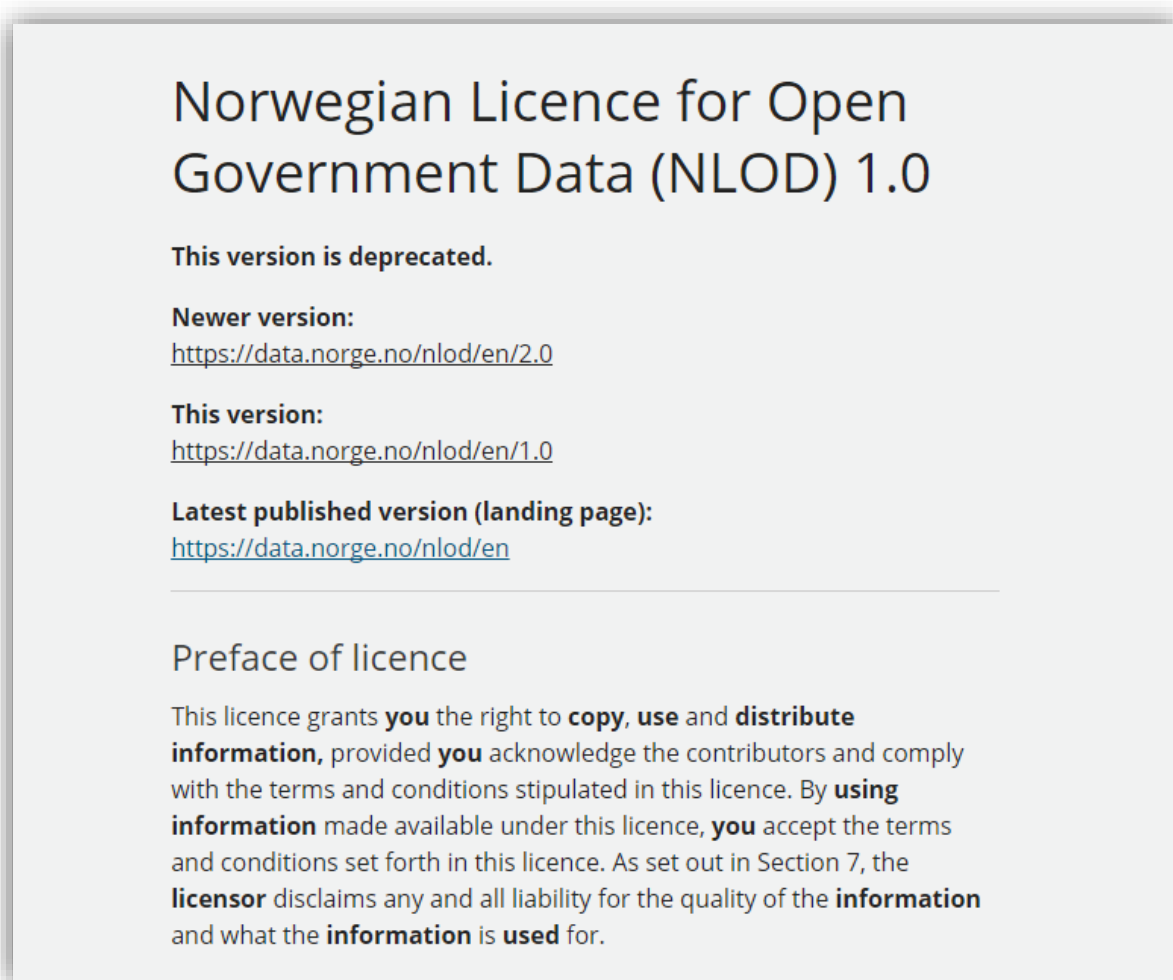 Norwegian Licence for Open
Government Data (NLOD) 1.0
This version is deprecated.
Newer version:
https://data.norge.no/nlod/en/2.0
This version:
https://data.norge.no/nlod/en/1.0
Latest published version (landing page):
https://data.norge.no/nlod/en
Preface of licence
This licence grants you the right to copy, use and distribute
information, provided you acknowledge the contributors and comply
with the terms and conditions stipulated in this licence. By using
information made available under this licence, you accept the terms
and conditions set forth in this licence. As set out in Section 7, the
licensor disclaims any and all liability for the quality of the information
and what the information is used for.